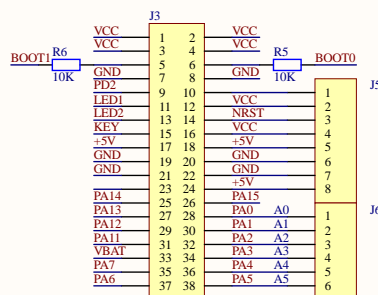 J3
VCC 1 2 VCC
VCC 3 4 VCC
BOOT1 R6 10K 5 6 R5 10K BOOT0
GND 7 8 GND
PD2 9 10 J5 1
LED1 11 12 VCC 2
LED2 13 14 NRST 3
KEY 15 16 VCC 4
+5V 17 18 +5V 5
GND 19 20 GND 6
GND 21 22 GND 7
23 24 +5V 8
PA14 25 26 PA15 J6
PA13 27 28 PA0 A0 1
PA12 29 30 PA1 A1 2
PA11 31 32 PA2 A2 3
VBAT 33 34 PA3 A3 4
PA7 35 36 PA4 A4 5
PA6 37 38 PA5 A5 6